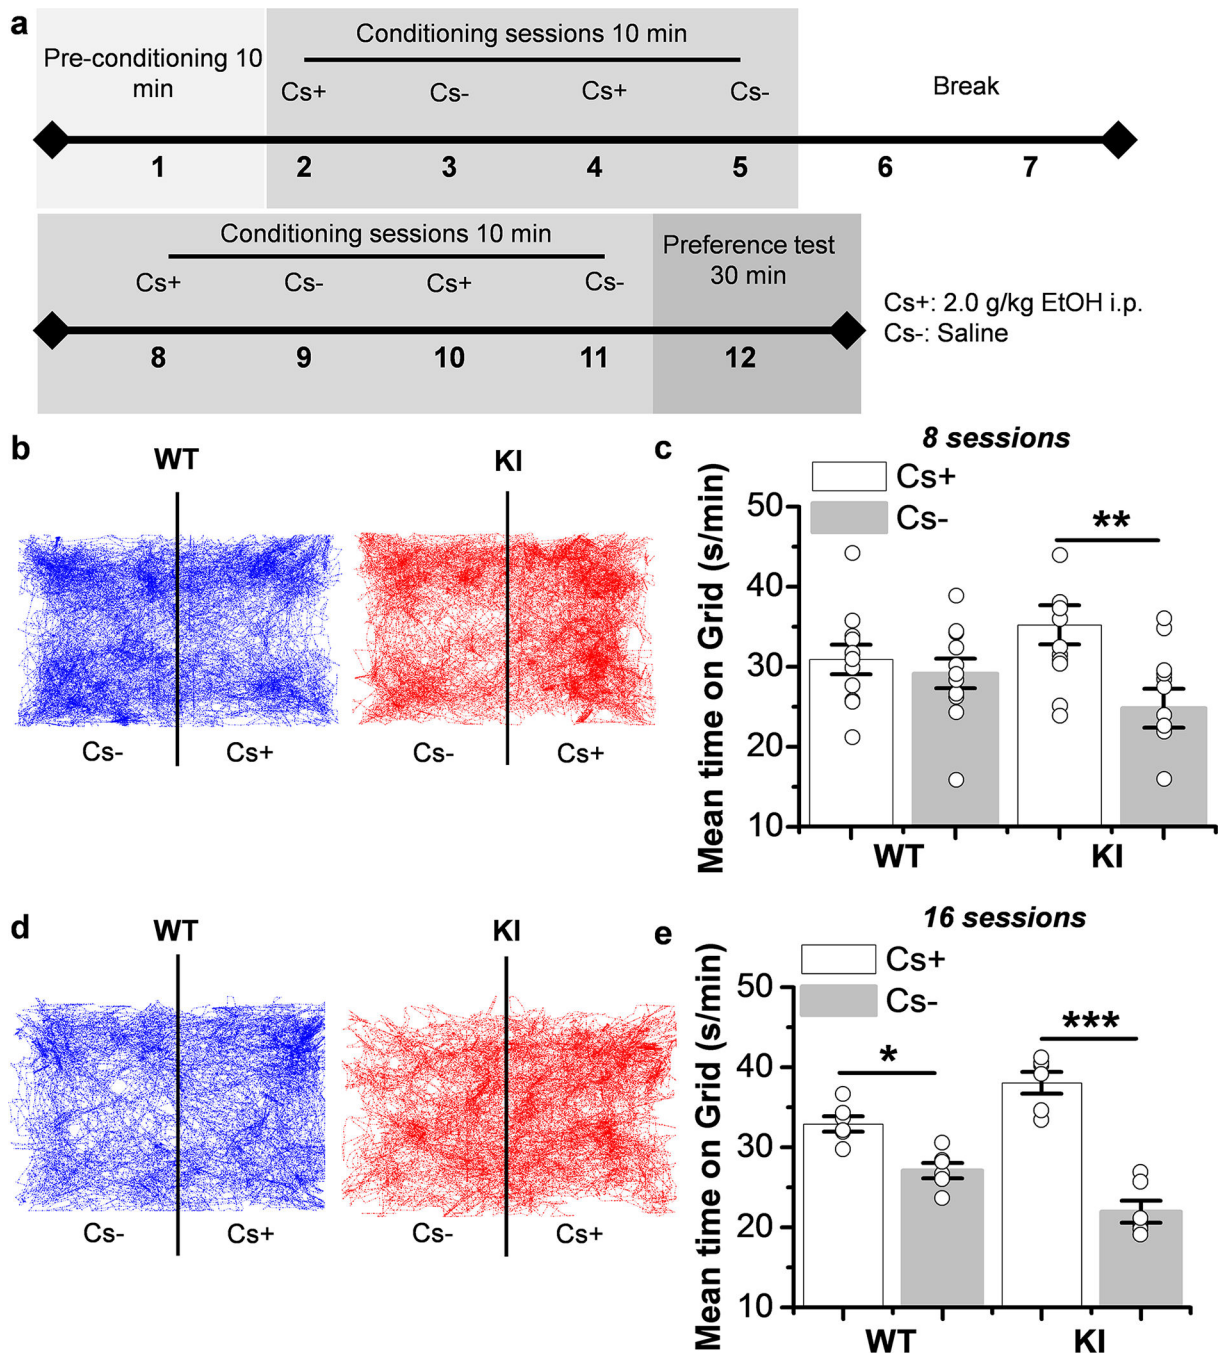 a
Conditioning sessions 10 min
Pre-conditioning 10
min
Cs+ Cs- Cs+ Cs-
Break
1 2 3 4 5 6 7
Conditioning sessions 10 min
Preference test
30 min
Cs+ Cs- Cs+ Cs-
Cs+: 2.0 g/kg EtOH i.p.
Cs-: Saline
8 9 10 11 12
b
WT KI
Cs- Cs+ Cs- Cs+
c
8 sessions
Cs+
Cs-
Mean time on Grid (s/min)
50
40
30
20
10
**
WT KI
d
WT KI
Cs- Cs+ Cs- Cs+
e
16 sessions
Cs+
Cs-
Mean time on Grid (s/min)
50
40
30
20
10
*
***
WT KI